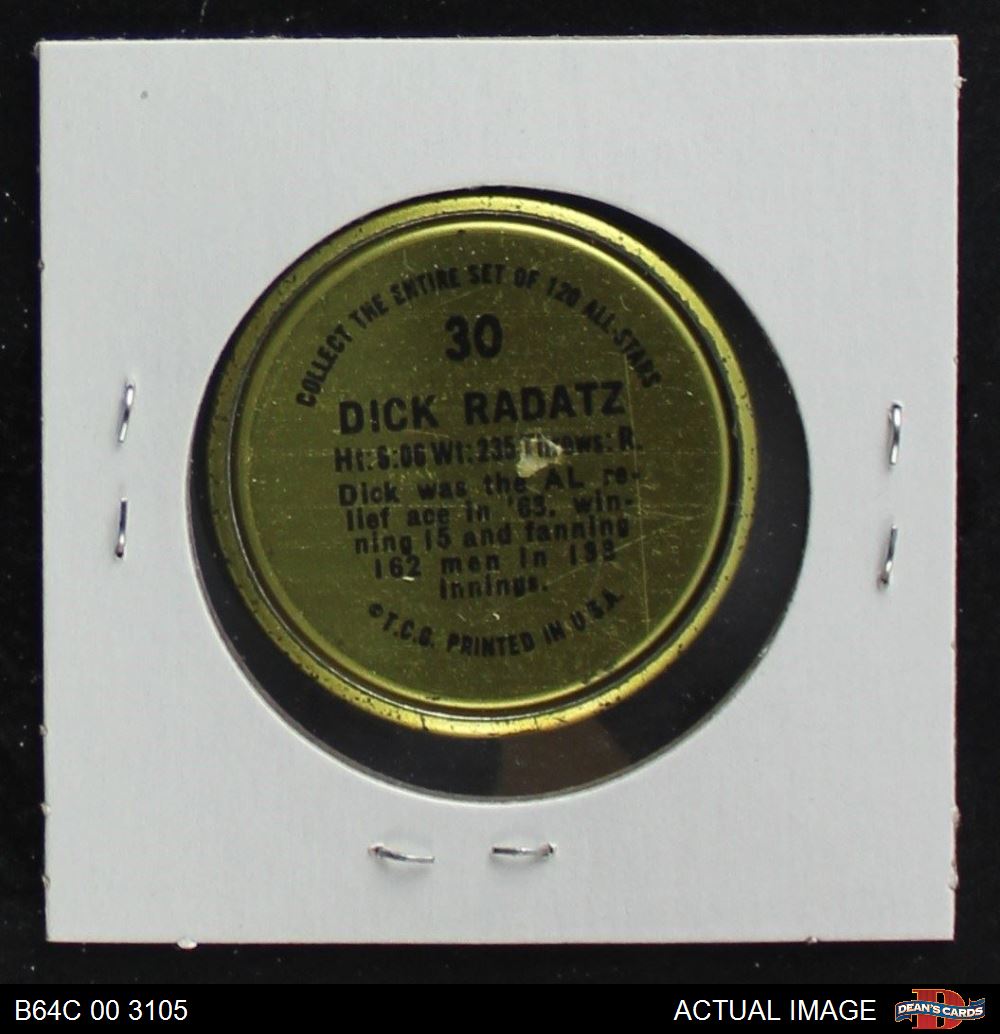 COLLECT THE ENTIRE SET OF 120 ALL-STARS
30
DICK RADATZ
Ht:6:06 Wt:235 Throws: R.
Dick was the AL re-
lief ace in '63. win-
ning 15 and fanning
162 men in 133
innings.
©T.C.G. PRINTED IN U.S.A.
B64C 00 3105
ACTUAL IMAGE
DEAN'S CARDS